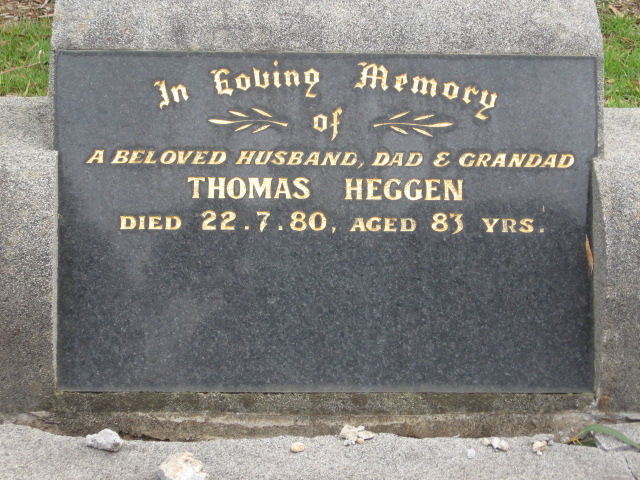 In Loving Memory
of
A BELOVED HUSBAND, DAD & GRANDAD
THOMAS HEGGEN
DIED 22.7.80, AGED 83 YRS.